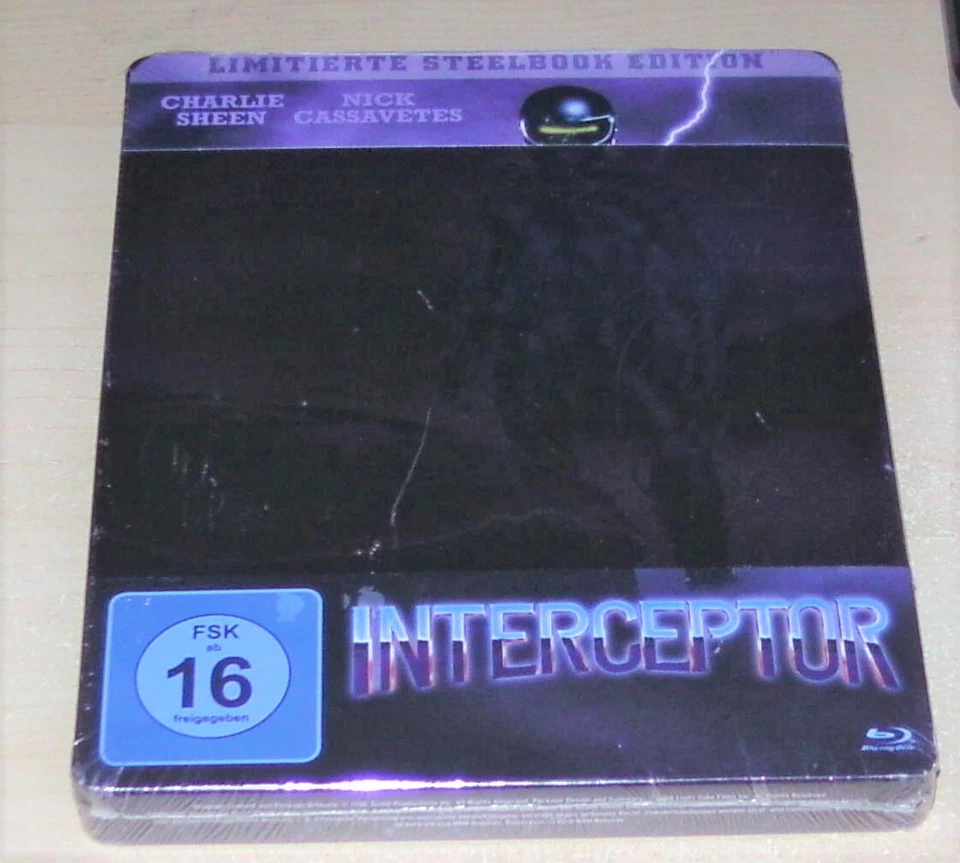 LIMITIERTE STEELBOOK EDITION
CHARLIE SHEEN
NICK CASSAVETES
INTERCEPTOR
FSK
ab
16
freigegeben
Blu-ray Disc